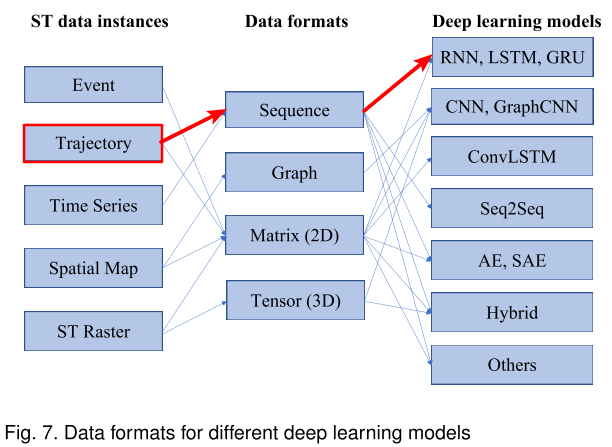 ST data instances
Data formats
Deep learning models
Event
Trajectory
Time Series
Spatial Map
ST Raster
Sequence
Graph
Matrix (2D)
Tensor (3D)
RNN, LSTM, GRU
CNN, GraphCNN
ConvLSTM
Seq2Seq
AE, SAE
Hybrid
Others
Fig. 7. Data formats for different deep learning models